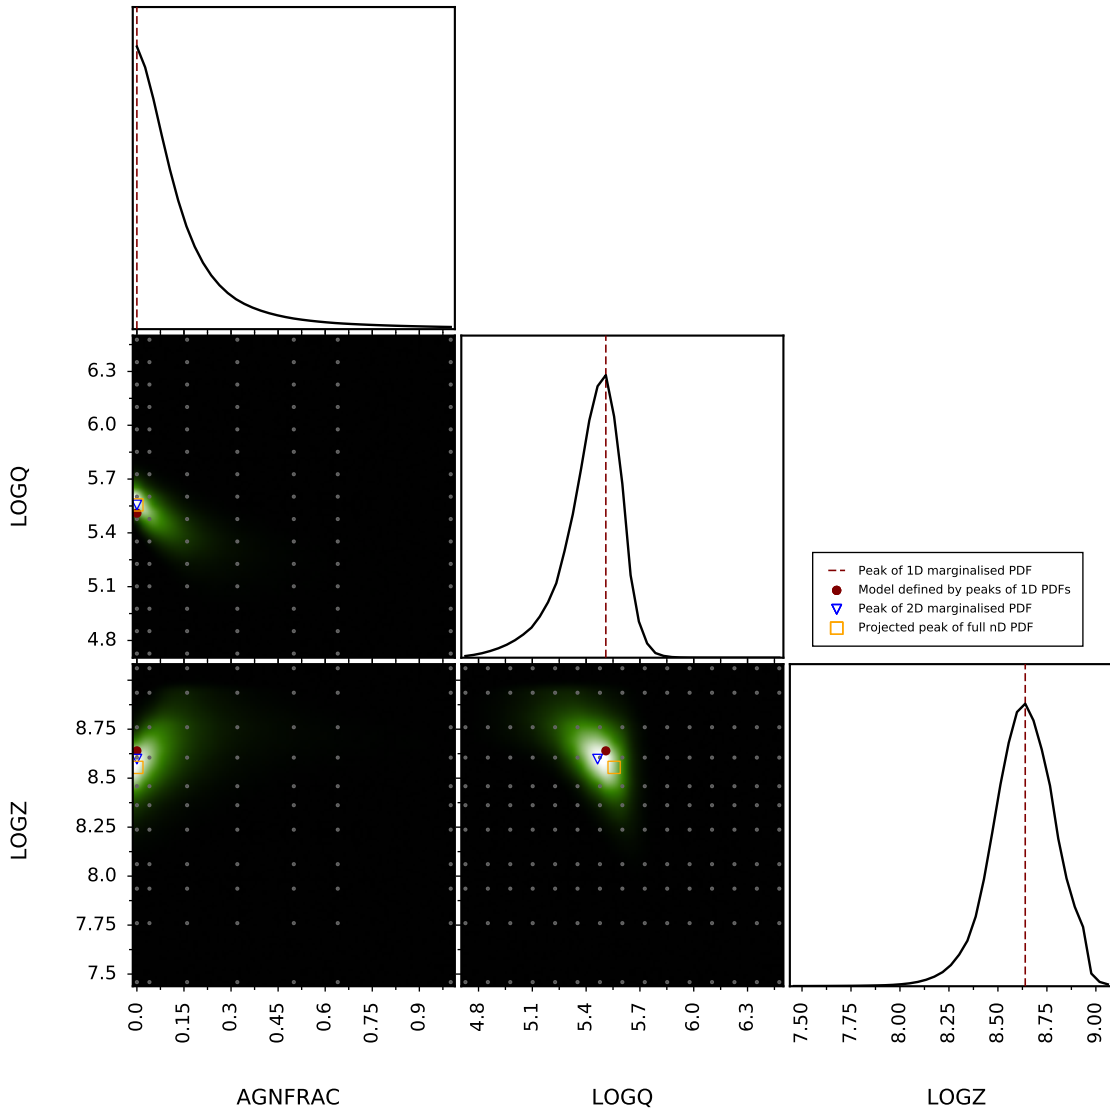 6.3
6.0
5.7
5.4
5.1
4.8
LOGQ
Peak of 1D marginalised PDF
Model defined by peaks of 1D PDFs
Peak of 2D marginalised PDF
Projected peak of full nD PDF
8.75
8.5
8.25
8.0
7.75
7.5
LOGZ
0.0 0.15 0.3 0.45 0.6 0.75 0.9
4.8 5.1 5.4 5.7 6.0 6.3
7.50 7.75 8.00 8.25 8.50 8.75 9.00
AGNFRAC LOGQ LOGZ